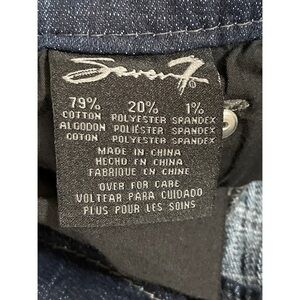 Seven7
79% 20% 1%
COTTON POLYESTER SPANDEX
ALGODON POLIÉSTER SPANDEX
COTON POLYESTER SPANDEX
MADE IN CHINA
HECHO EN CHINA
FABRIQUE EN CHINE
OVER FOR CARE
VOLTEAR PARA CUIDADO
PLUS POUR LES SOINS